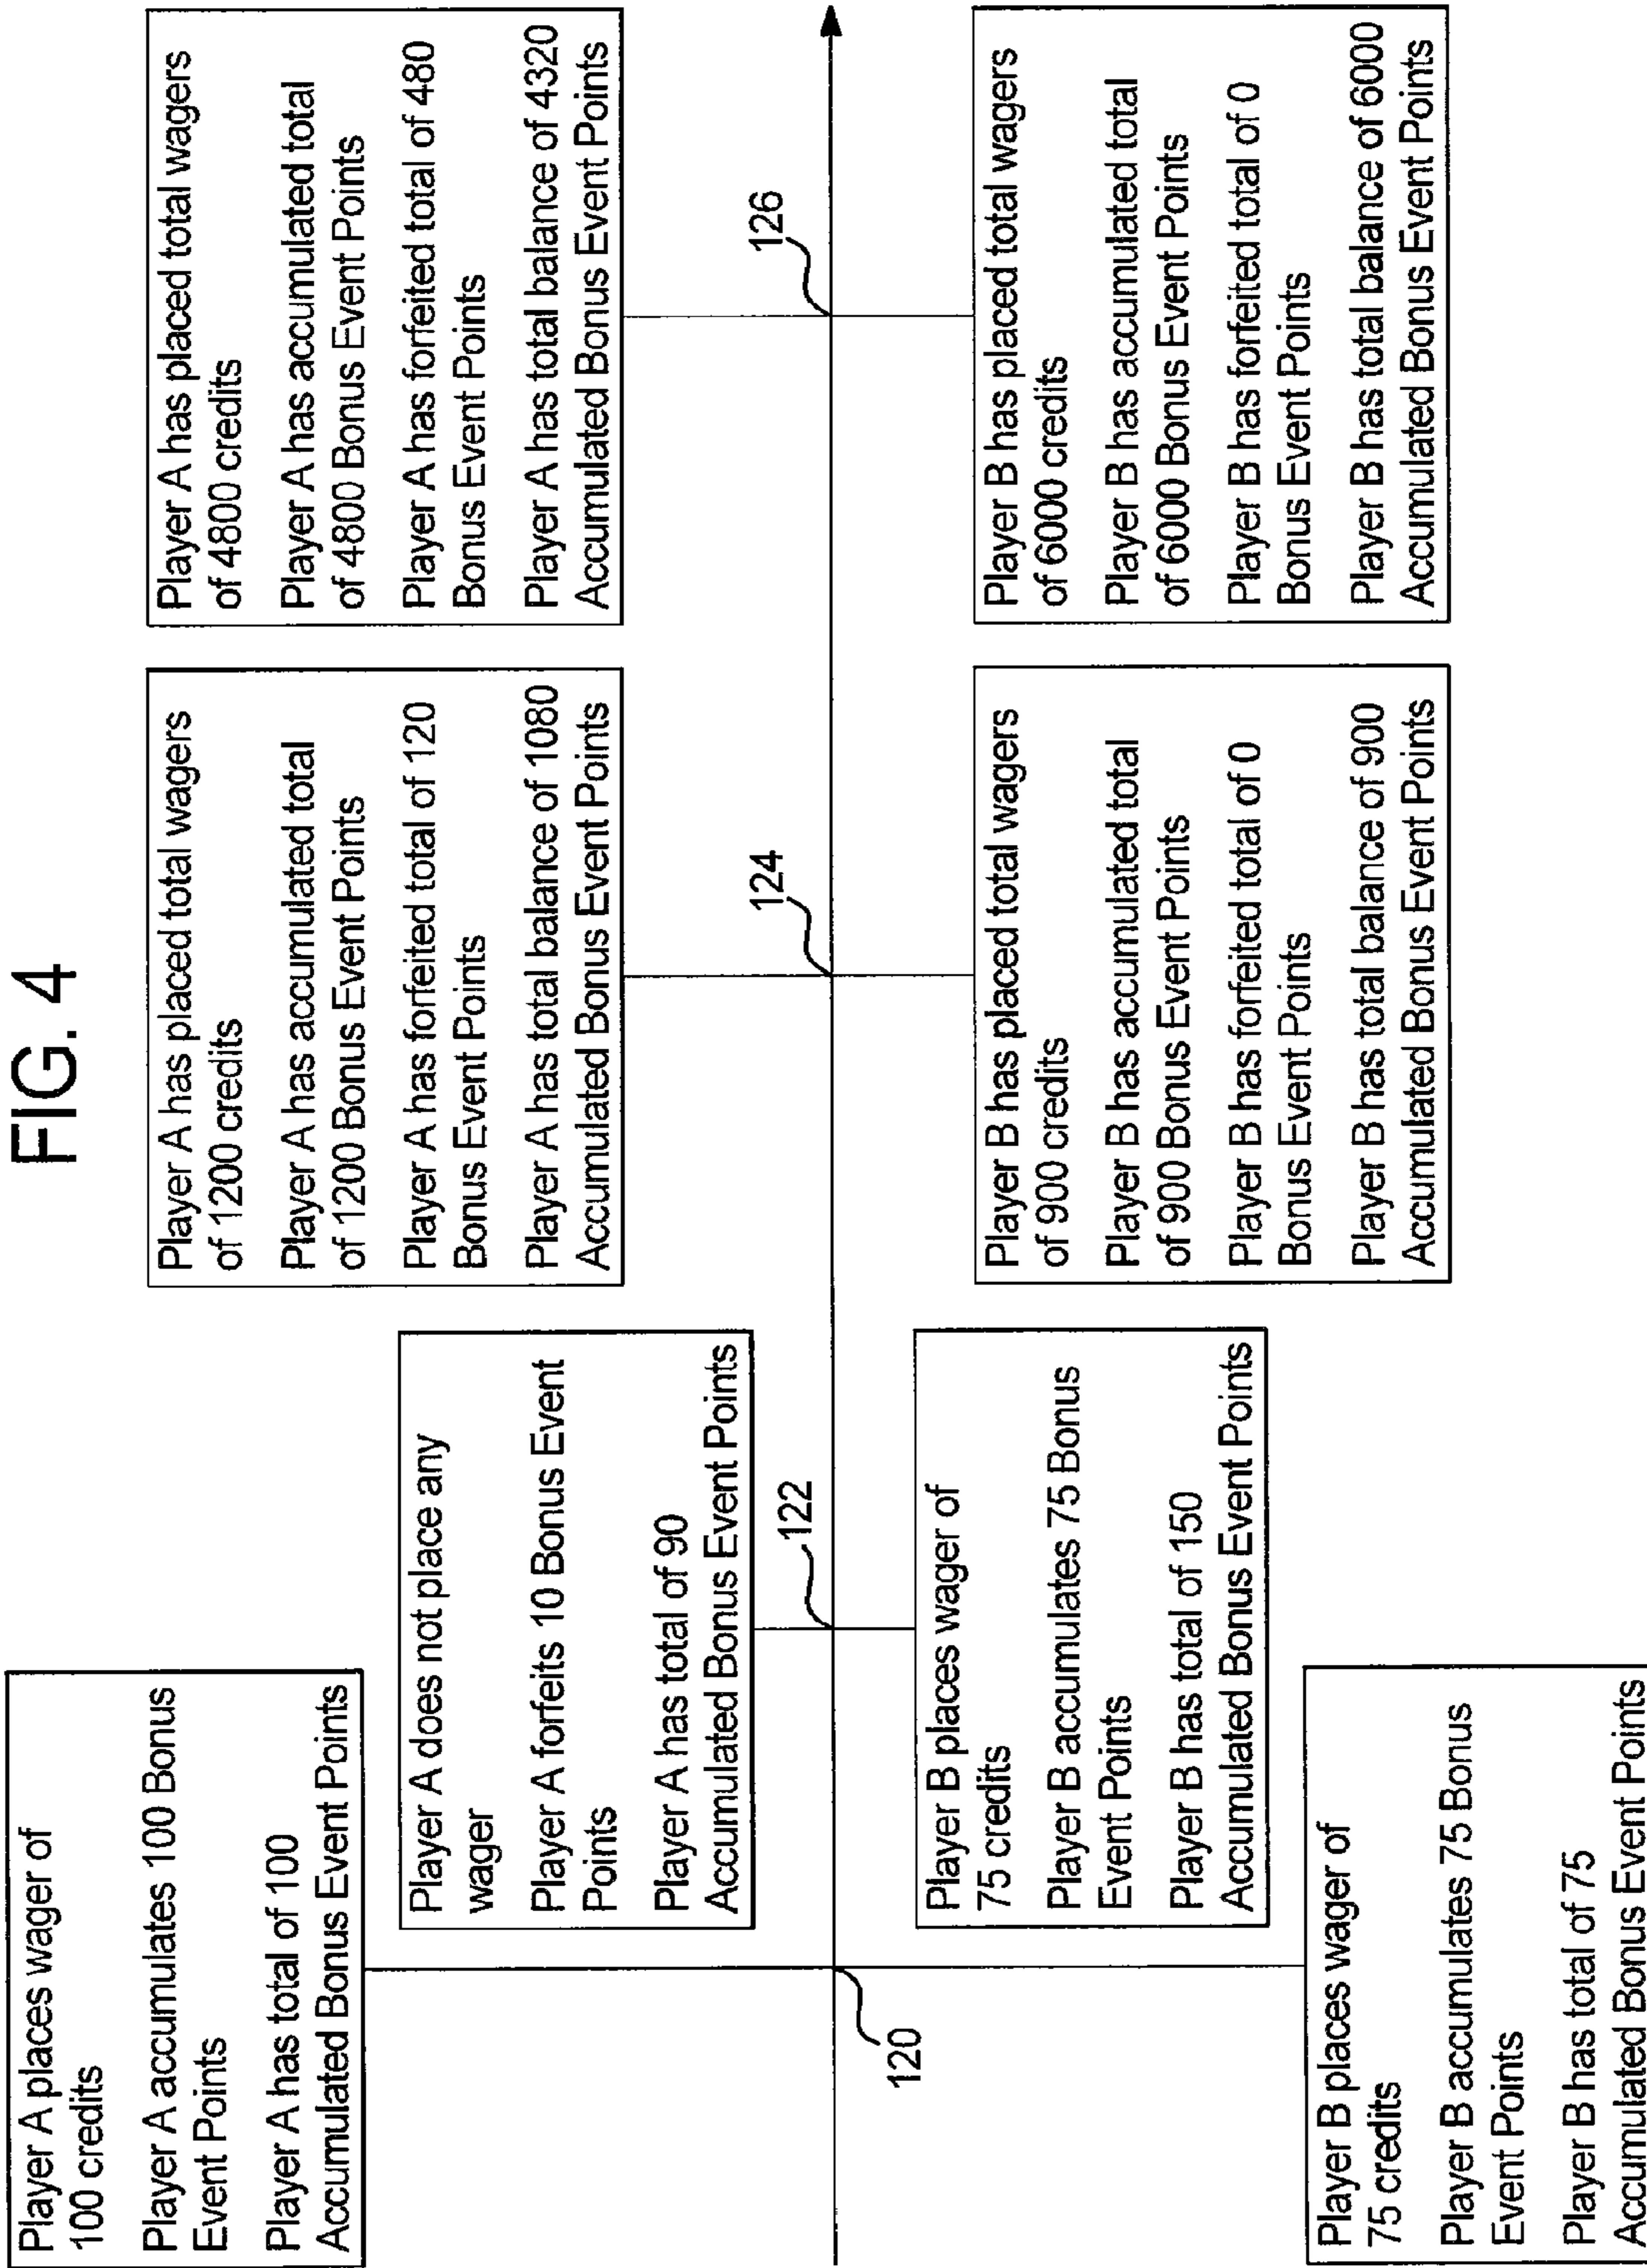 FIG. 4
Player A places wager of
100 credits
Player A accumulates 100 Bonus
Event Points
Player A has total of 100
Accumulated Bonus Event Points
Player A does not place any
wager
Player A forfeits 10 Bonus Event
Points
Player A has total of 90
Accumulated Bonus Event Points
Player A has placed total wagers
of 1200 credits
Player A has accumulated total
of 1200 Bonus Event Points
Player A has forfeited total of 120
Bonus Event Points
Player A has total balance of 1080
Accumulated Bonus Event Points
Player A has placed total wagers
of 4800 credits
Player A has accumulated total
of 4800 Bonus Event Points
Player A has forfeited total of 480
Bonus Event Points
Player A has total balance of 4320
Accumulated Bonus Event Points
120
122
124
126
Player B places wager of
75 credits
Player B accumulates 75 Bonus
Event Points
Player B has total of 75
Accumulated Bonus Event Points
Player B places wager of
75 credits
Player B accumulates 75 Bonus
Event Points
Player B has total of 150
Accumulated Bonus Event Points
Player B has placed total wagers
of 900 credits
Player B has accumulated total
of 900 Bonus Event Points
Player B has forfeited total of 0
Bonus Event Points
Player B has total balance of 900
Accumulated Bonus Event Points
Player B has placed total wagers
of 6000 credits
Player B has accumulated total
of 6000 Bonus Event Points
Player B has forfeited total of 0
Bonus Event Points
Player B has total balance of 6000
Accumulated Bonus Event Points